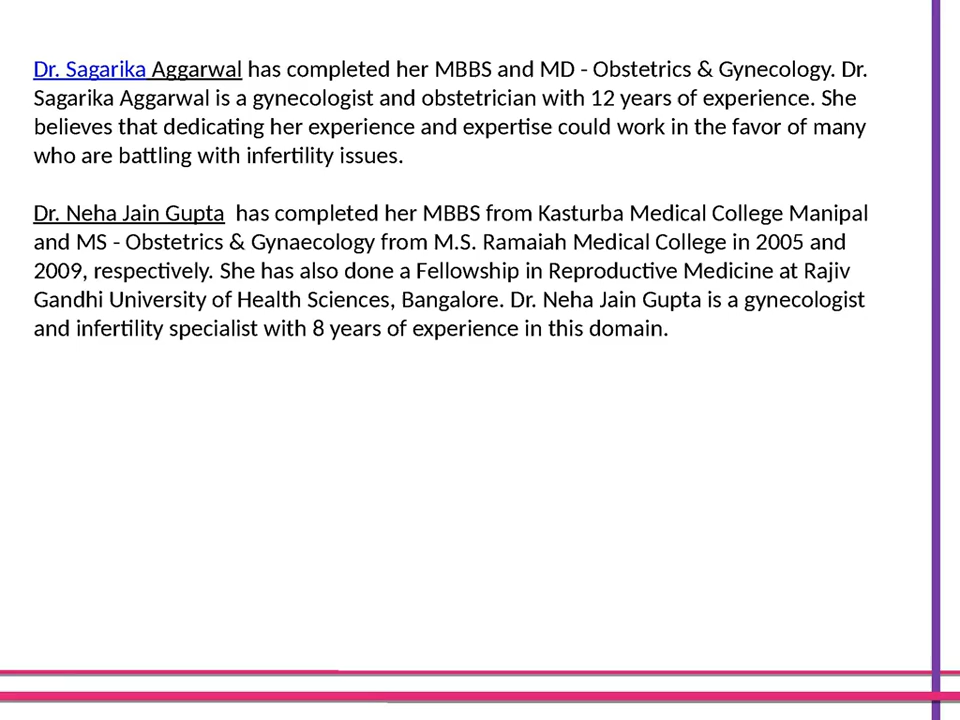 Dr. Sagarika Aggarwal has completed her MBBS and MD - Obstetrics & Gynecology. Dr.
Sagarika Aggarwal is a gynecologist and obstetrician with 12 years of experience. She
believes that dedicating her experience and expertise could work in the favor of many
who are battling with infertility issues.
Dr. Neha Jain Gupta  has completed her MBBS from Kasturba Medical College Manipal
and MS - Obstetrics & Gynaecology from M.S. Ramaiah Medical College in 2005 and
2009, respectively. She has also done a Fellowship in Reproductive Medicine at Rajiv
Gandhi University of Health Sciences, Bangalore. Dr. Neha Jain Gupta is a gynecologist
and infertility specialist with 8 years of experience in this domain.